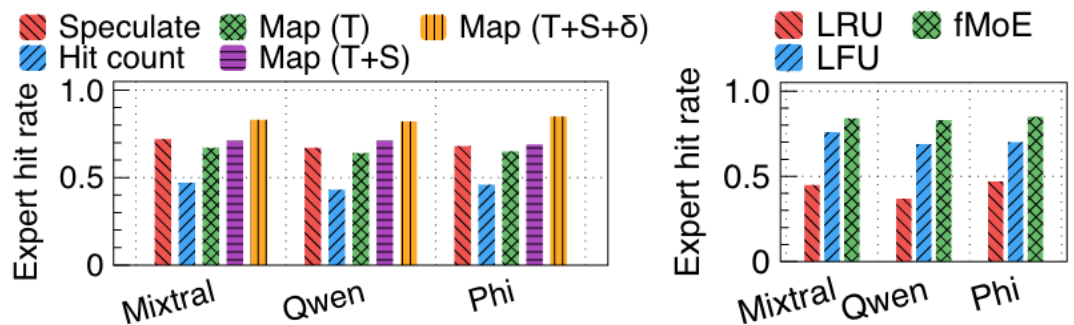 Speculate Map (T) Map (T+S+δ)
Hit count Map (T+S)
Expert hit rate
1.0
0.5
0
Mixtral Qwen Phi
LRU fMoE
LFU
Expert hit rate
1.0
0.5
0
Mixtral Qwen Phi